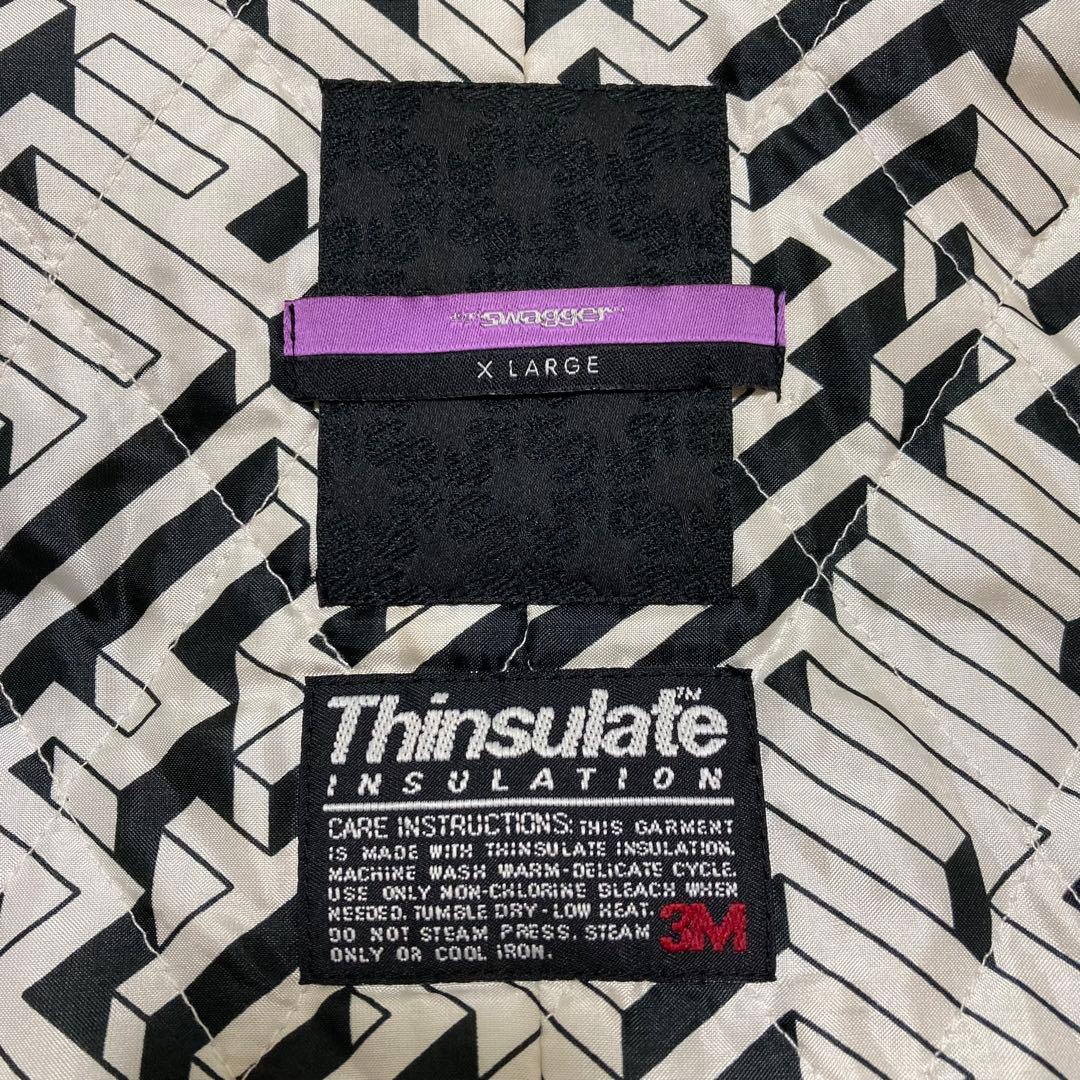 swagger
X LARGE
Thinsulate™
INSULATION
CARE INSTRUCTIONS: THIS GARMENT
IS MADE WITH THINSULATE INSULATION.
MACHINE WASH WARM-DELICATE CYCLE.
USE ONLY NON-CHLORINE BLEACH WHEN
NEEDED. TUMBLE DRY-LOW HEAT.
DO NOT STEAM PRESS. STEAM
ONLY OR COOL IRON.
3M